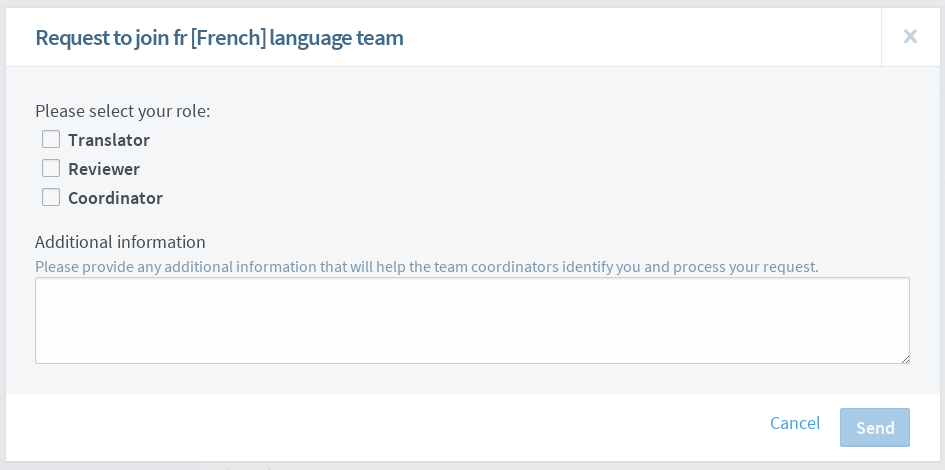 Request to join fr [French] language team
Please select your role:
Translator
Reviewer
Coordinator
Additional information
Please provide any additional information that will help the team coordinators identify you and process your request.
Cancel
Send